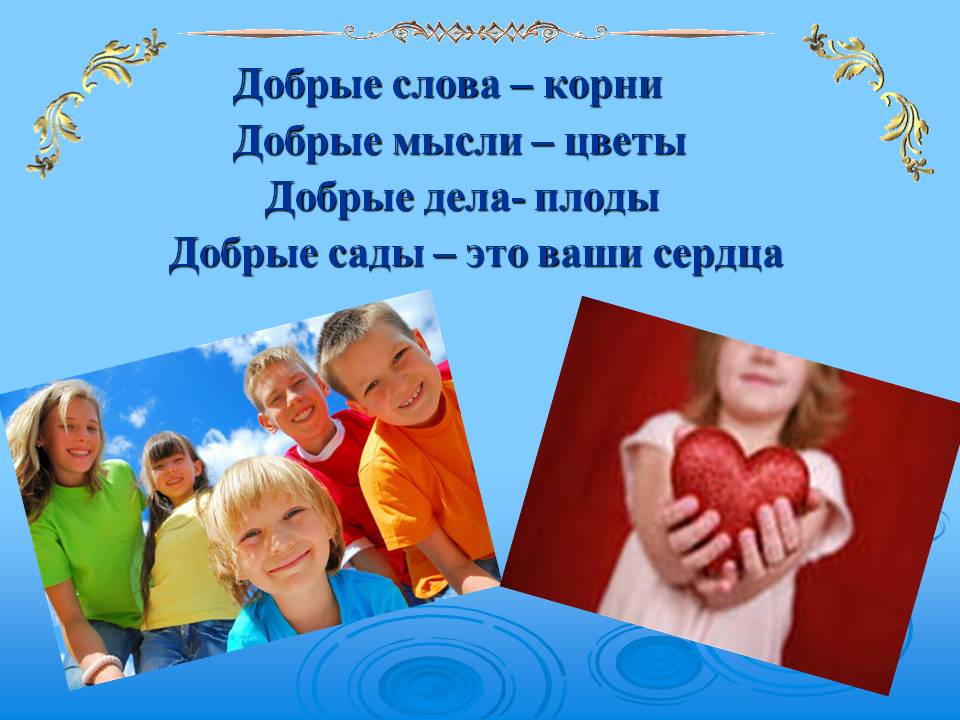 Добрые слова – корни
Добрые мысли – цветы
Добрые дела- плоды
Добрые сады – это ваши сердца